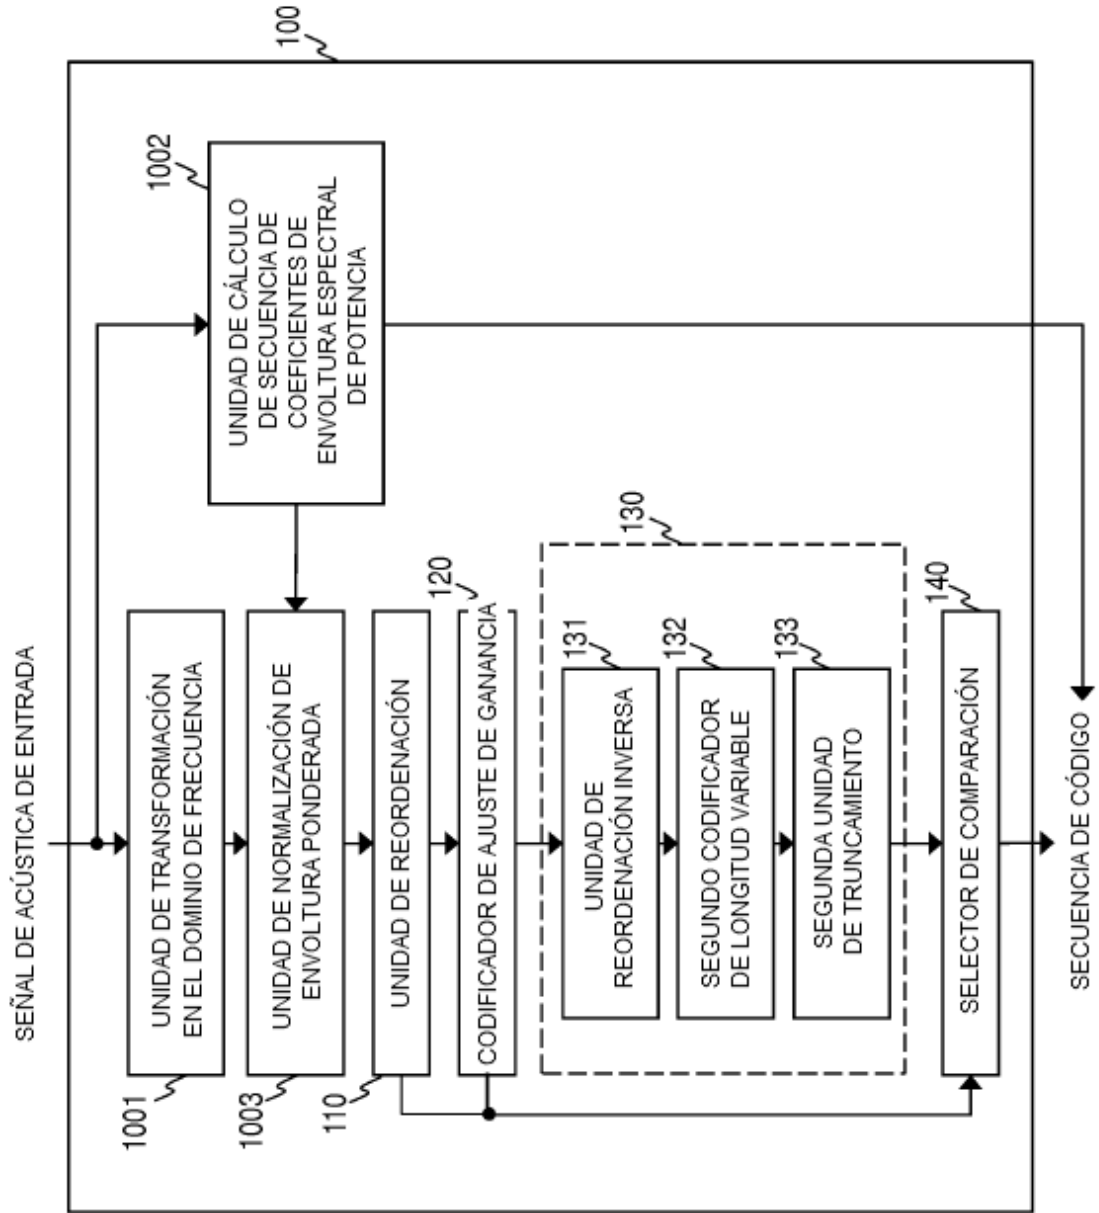 SEÑAL DE ACÚSTICA DE ENTRADA
100
1001
UNIDAD DE TRANSFORMACIÓN
EN EL DOMINIO DE FRECUENCIA
1002
UNIDAD DE CÁLCULO
DE SECUENCIA DE
COEFICIENTES DE
ENVOLTURA ESPECTRAL
DE POTENCIA
1003
UNIDAD DE NORMALIZACIÓN DE
ENVOLTURA PONDERADA
110
UNIDAD DE REORDENACIÓN
120
CODIFICADOR DE AJUSTE DE GANANCIA
130
131
UNIDAD DE
REORDENACIÓN INVERSA
132
SEGUNDO CODIFICADOR
DE LONGITUD VARIABLE
133
SEGUNDA UNIDAD
DE TRUNCAMIENTO
140
SELECTOR DE COMPARACIÓN
SECUENCIA DE CÓDIGO